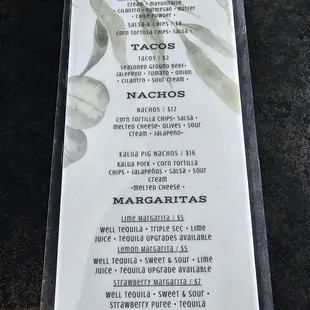 cream • mayonnaise
• cilantro • parmesan • butter
• chile powder •
Salsa & Chips / $8
corn tortilla chips • salsa •
TACOS
Tacos / $3
Seasoned Ground Beef •
jalapeño • tomato • onion
• cilantro • sour cream •
NACHOS
Nachos / $12
Corn tortilla chips • salsa •
melted cheese • olives • sour
cream • jalapeño •
Kalua Pig Nachos / $16
Kalua pork • corn tortilla
chips • jalapeños • salsa • sour
cream
• melted cheese •
MARGARITAS
Lime Margarita / $5
Well tequila • triple sec • lime
juice • tequila upgrades available
Lemon Margarita / $5
Well tequila • sweet & sour • lime
juice • tequila upgrade available
Strawberry Margarita / $7
Well tequila • sweet & sour •
strawberry puree • tequila